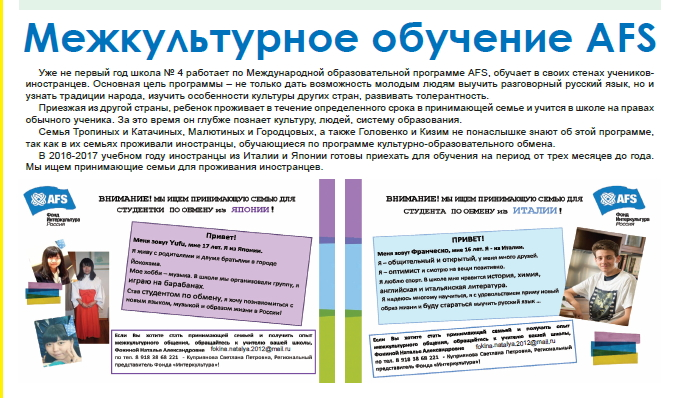 Межкультурное обучение AFS
Уже не первый год школа № 4 работает по Международной образовательной программе AFS, обучает в своих стенах учеников-
иностранцев. Основная цель программы – не только дать возможность молодым людям выучить разговорный русский язык, но и
узнать традиции народа, изучить особенности культуры других стран, развивать толерантность.
Приезжая из другой страны, ребенок проживает в течение определенного срока в принимающей семье и учится в школе на правах
обычного ученика. За это время он глубже познает культуру, людей, систему образования.
Семья Тропиных и Катачиных, Малютиных и Городцовых, а также Головенко и Кизим не понаслышке знают об этой программе,
так как в их семьях проживали иностранцы, обучающиеся по программе культурно-образовательного обмена.
В 2016-2017 учебном году иностранцы из Италии и Японии готовы приехать для обучения на период от трех месяцев до года.
Мы ищем принимающие семьи для проживания иностранцев.
AFS
Фонд
Интеркультура
Россия
ВНИМАНИЕ! МЫ ИЩЕМ ПРИНИМАЮЩУЮ СЕМЬЮ ДЛЯ
СТУДЕНТКИ ПО ОБМЕНУ из ЯПОНИИ!
Привет!
Меня зовут Yufu, мне 17 лет. Я из Японии.
Я живу с родителями и двумя братьями в городе
Йокохама.
Мое хобби – музыка. В школе мы организовали группу, я
играю на барабанах.
Став студентом по обмену, я хочу познакомиться с
новым языком, музыкой и образом жизни в России!
Если Вы хотите стать принимающей семьей и получить опыт
межкультурного общения, обращайтесь к учителю вашей школы,
Фокиной Наталье Александровне fokina.natalya.2012@mail.ru
по тел. 8 918 38 68 221 - Куприянова Светлана Петровна, Региональный
представитель Фонда «Интеркультура»!
ВНИМАНИЕ! МЫ ИЩЕМ ПРИНИМАЮЩУЮ СЕМЬЮ ДЛЯ
СТУДЕНТА ПО ОБМЕНУ из ИТАЛИИ!
AFS
Фонд
Интеркультура
Россия
ПРИВЕТ!
Меня зовут Франческо, мне 16 лет. Я - из Италии.
Я – общительный и открытый, у меня много друзей.
Я – оптимист и смотрю на вещи позитивно.
Я люблю спорт. В школе мне нравится история, химия,
английская и итальянская литература.
Я надеюсь многому научиться, я с удовольствием приму новый
образ жизни и буду стараться выучить русский язык ...
Если Вы хотите стать принимающей семьей и получить опыт
межкультурного общения, обращайтесь к учителю вашей школы,
Фокиной Наталье Александровне fokina.natalya.2012@mail.ru
по тел. 8 918 38 68 221 - Куприянова Светлана Петровна, Региональный
представитель Фонда «Интеркультура»!